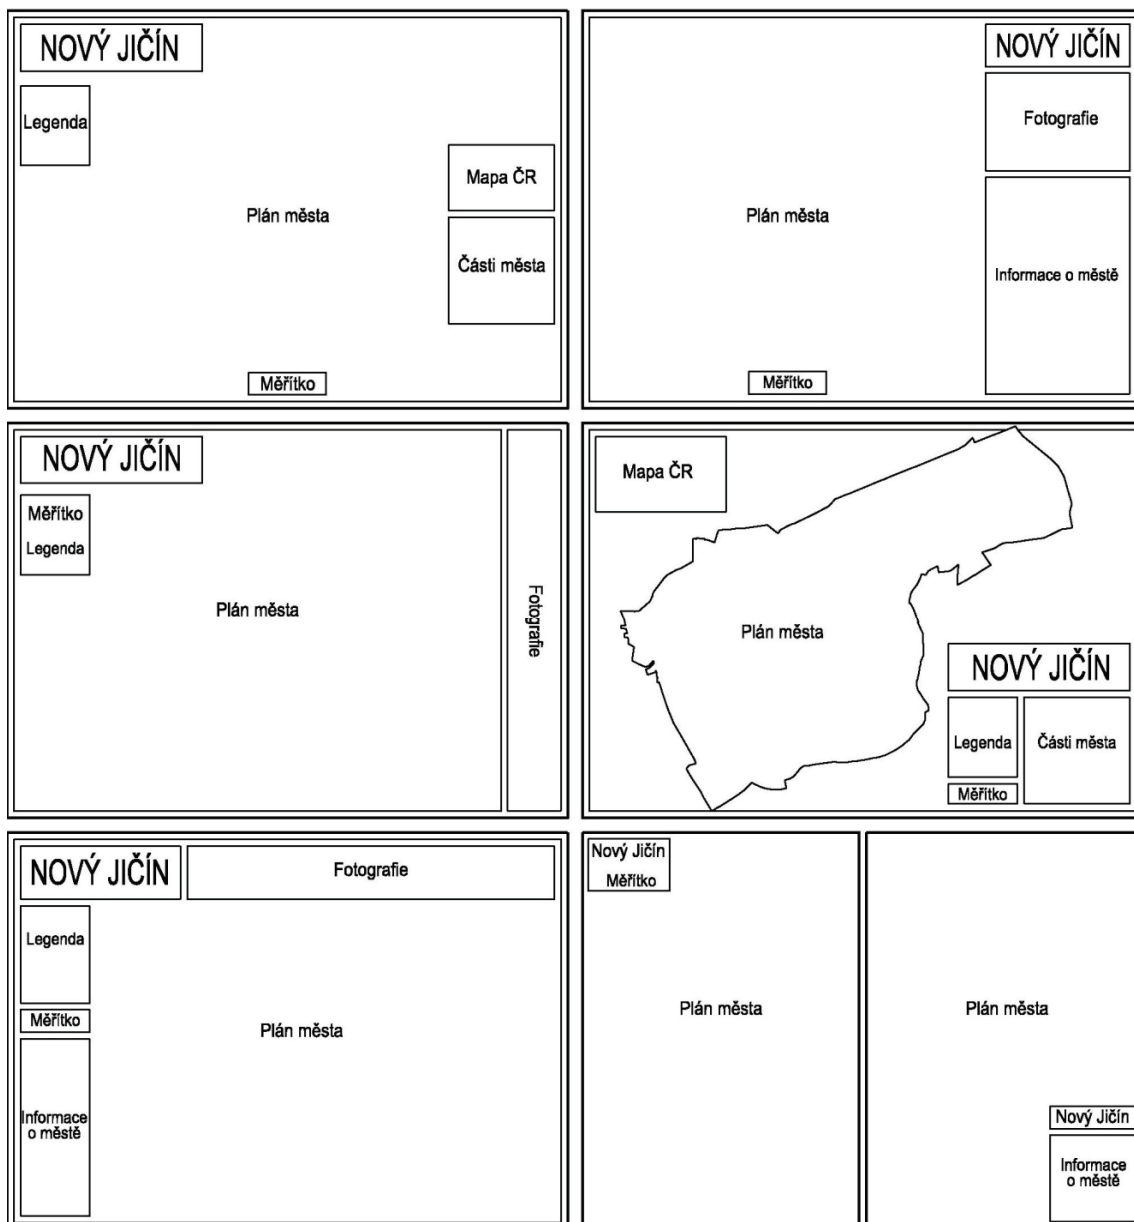 NOVÝ JIČÍN
Legenda
Mapa ČR
Plán města
Části města
Měřítko
NOVÝ JIČÍN
Fotografie
Plán města
Informace o městě
Měřítko
NOVÝ JIČÍN
Měřítko
Legenda
Plán města
Fotografie
Mapa ČR
Plán města
NOVÝ JIČÍN
Legenda
Části města
Měřítko
NOVÝ JIČÍN
Fotografie
Legenda
Měřítko
Plán města
Informace
o městě
Nový Jičín
Měřítko
Plán města
Plán města
Nový Jičín
Informace
o městě